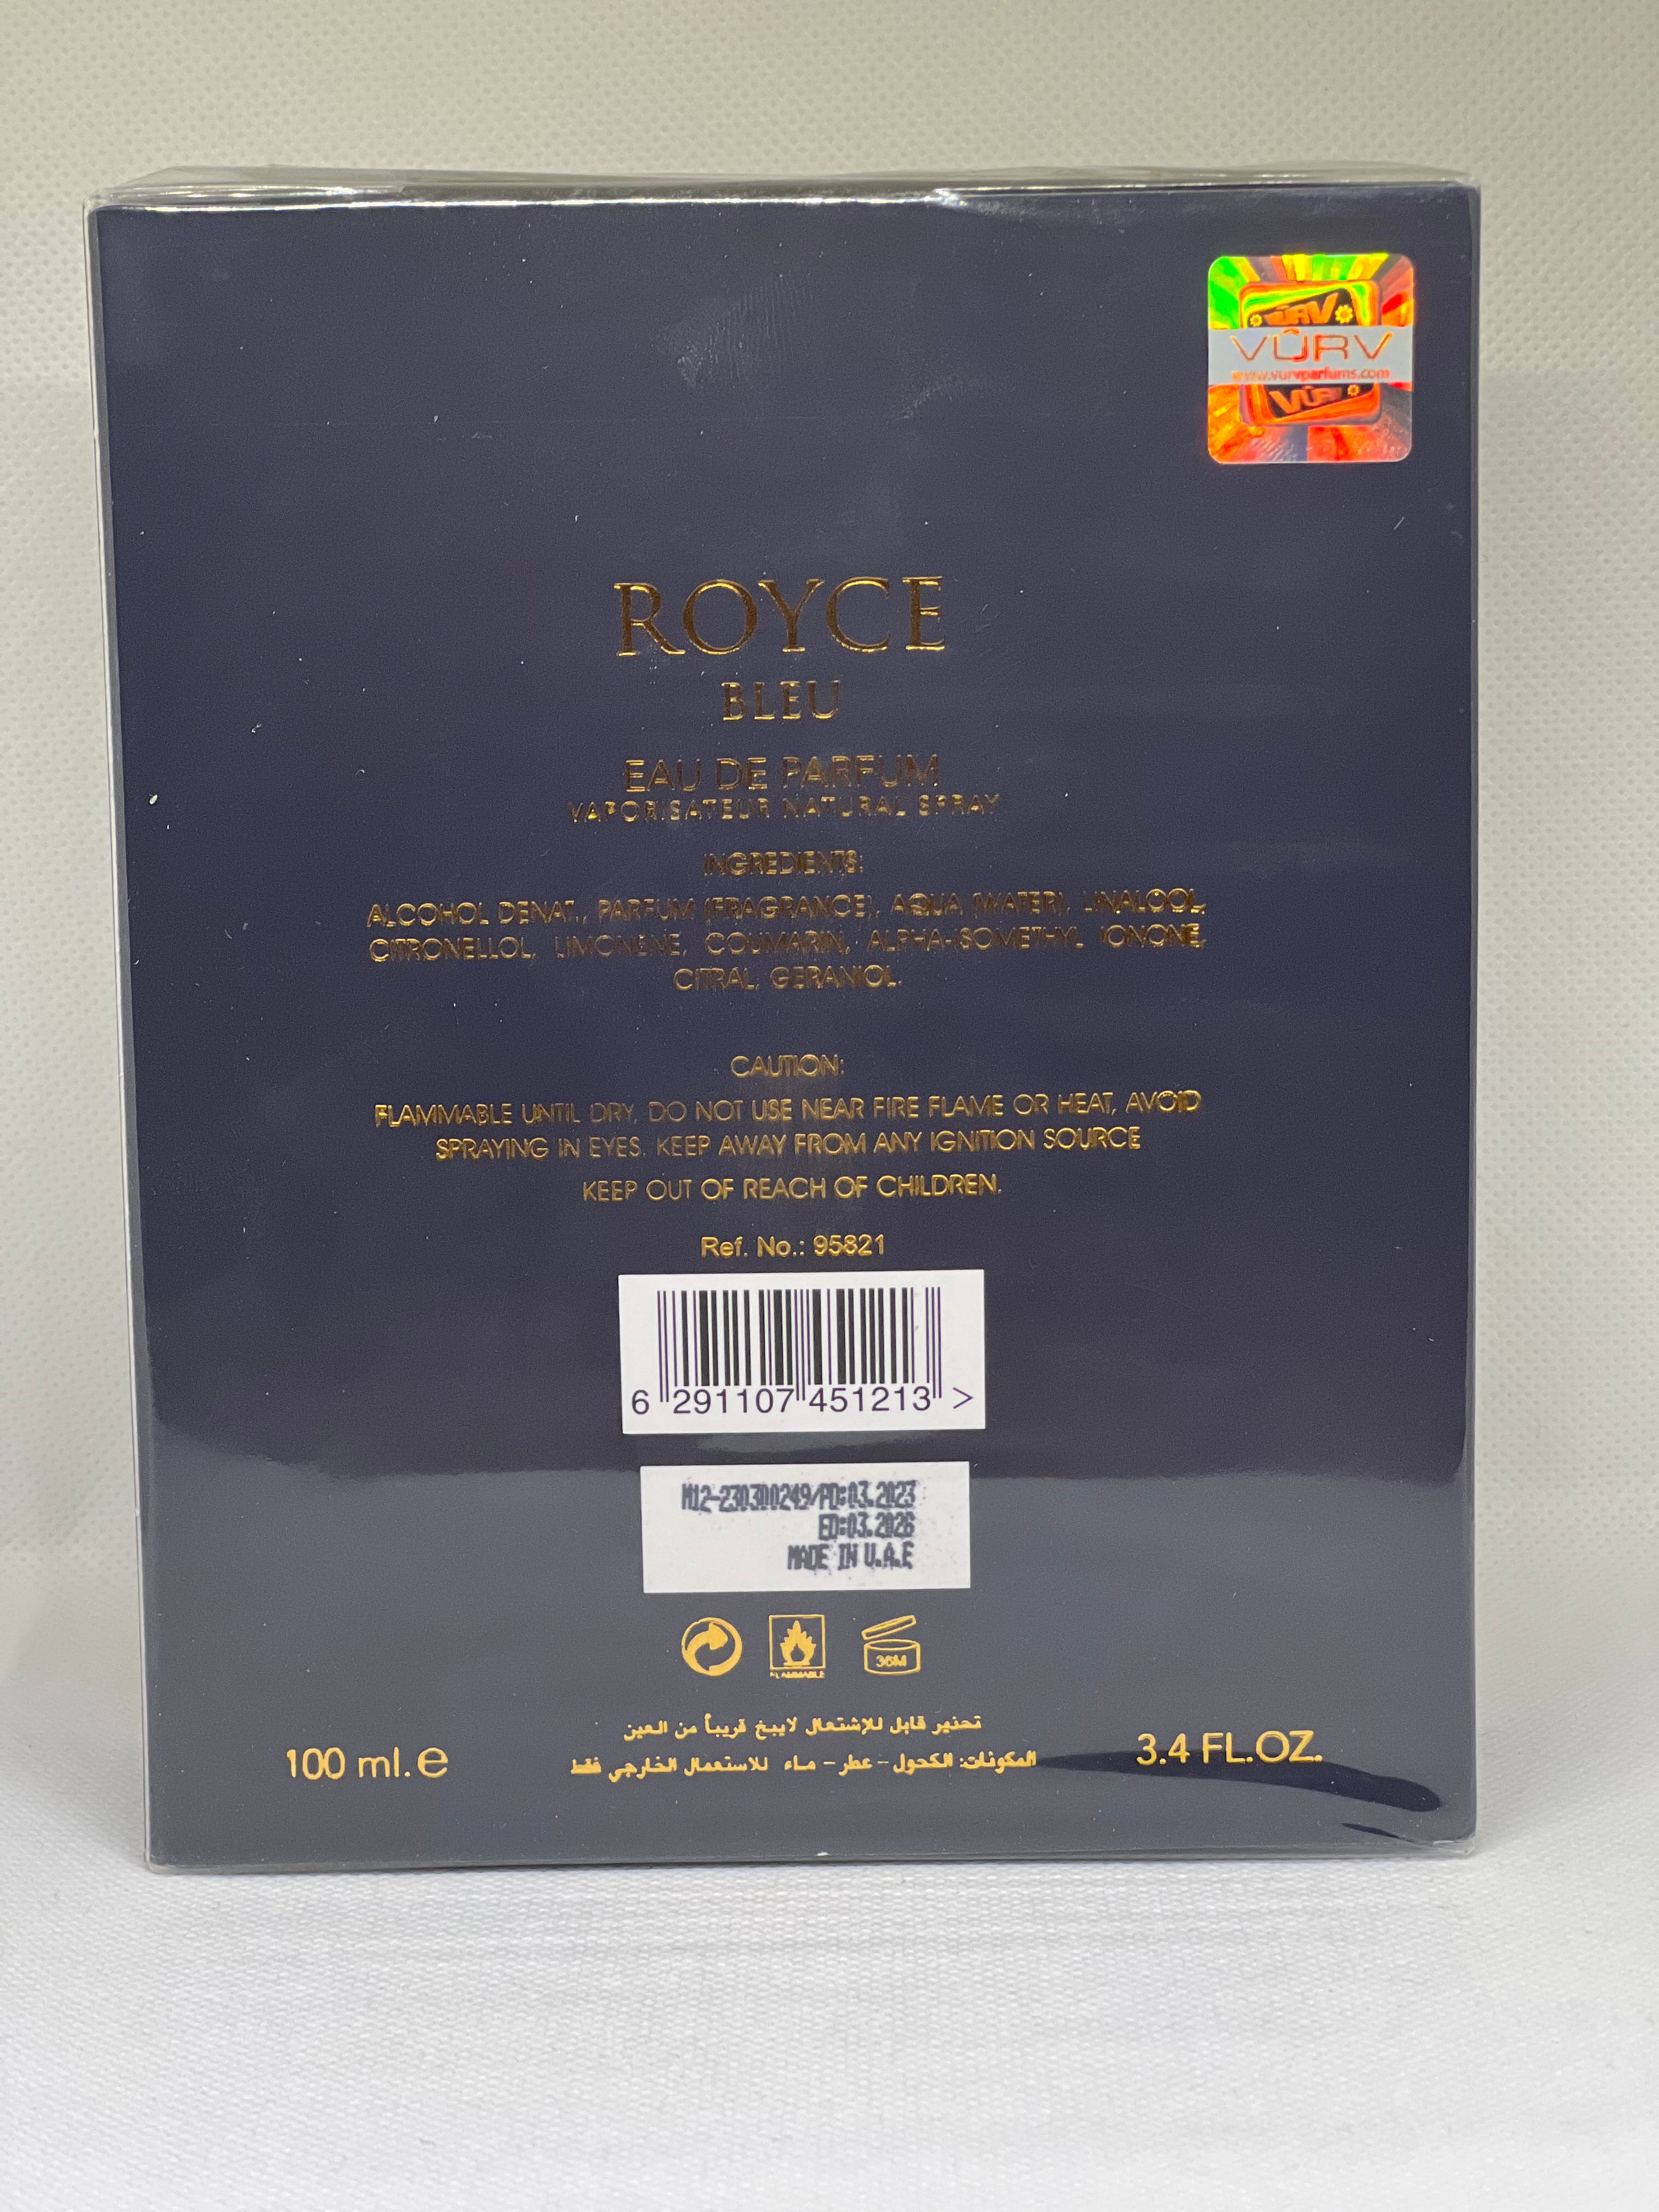 VÛRV
VÛRV
www.vurvparfums.com
VÛRV
ROYCE
BLEU
EAU DE PARFUM
VAPORISATEUR NATURAL SPRAY
INGREDIENTS:
ALCOHOL DENAT., PARFUM (FRAGRANCE), AQUA (WATER), LINALOOL,
CITRONELLOL, LIMONENE, COUMARIN, ALPHA-ISOMETHYL IONONE,
CITRAL, GERANIOL.
CAUTION:
FLAMMABLE UNTIL DRY, DO NOT USE NEAR FIRE FLAME OR HEAT, AVOID
SPRAYING IN EYES. KEEP AWAY FROM ANY IGNITION SOURCE
KEEP OUT OF REACH OF CHILDREN.
Ref. No.: 95821
6 291107 451213 >
M12-230300249/PD:03.2023
ED:03.2026
MADE IN U.A.E
FLAMMABLE
36M
تحذير قابل للإشتعال لايبخ قريباً من العين
المكونات: الكحول - عطر - ماء للاستعمال الخارجي فقط
100 ml. e
3.4 FL.OZ.